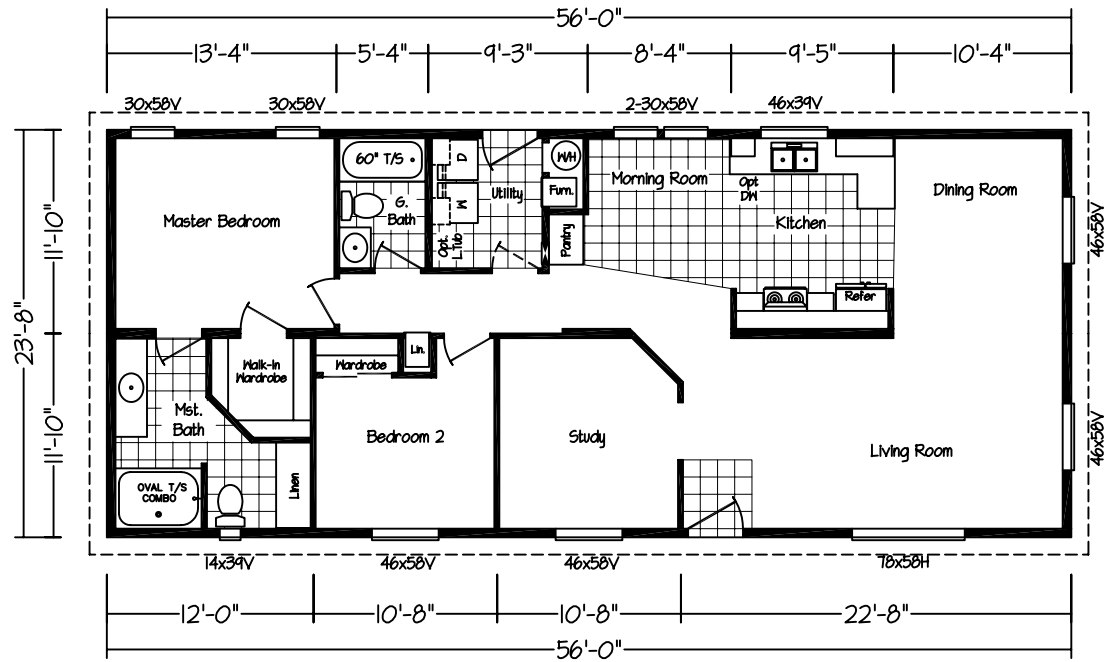 56'-0"
13'-4"
5'-4"
9'-3"
8'-4"
9'-5"
10'-4"
30x58V
30x58V
2-30x58V
46x39V
60" T/S
D
W/H
Morning Room
Opt
DW
Dining Room
Master Bedroom
G.
Bath
Utility
Furn.
Kitchen
W
Opt.
L.Tub
Pantry
Refer
46x58V
11'-10"
23'-8"
11'-10"
Walk-In
Wardrobe
Wardrobe
Lin.
Mst.
Bath
Bedroom 2
Study
Living Room
46x58V
OVAL T/S
COMBO
Linen
14x39V
46x58V
46x58V
78x58H
12'-0"
10'-8"
10'-8"
22'-8"
56'-0"